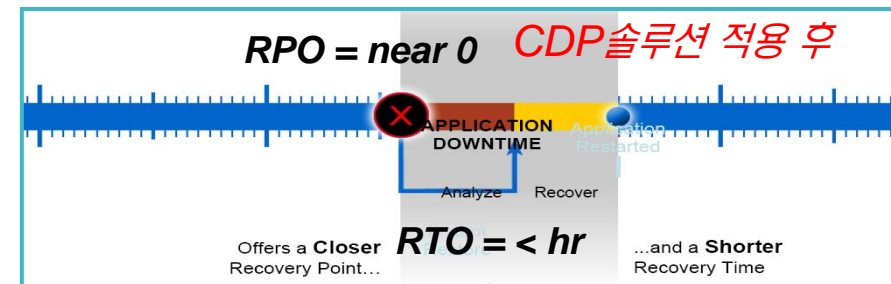 RPO = near 0
CDP솔루션 적용 후
APPLICATION
DOWNTIME
Application
Restarted
Analyze
Recover
RTO = < hr
Offers a Closer
Recovery Point…
...and a Shorter
Recovery Time